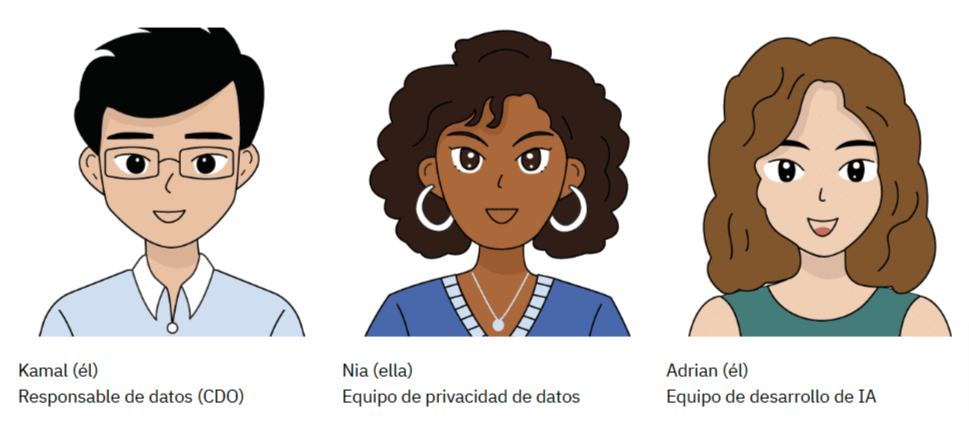 Kamal (él)
Responsable de datos (CDO)
Nia (ella)
Equipo de privacidad de datos
Adrian (él)
Equipo de desarrollo de IA